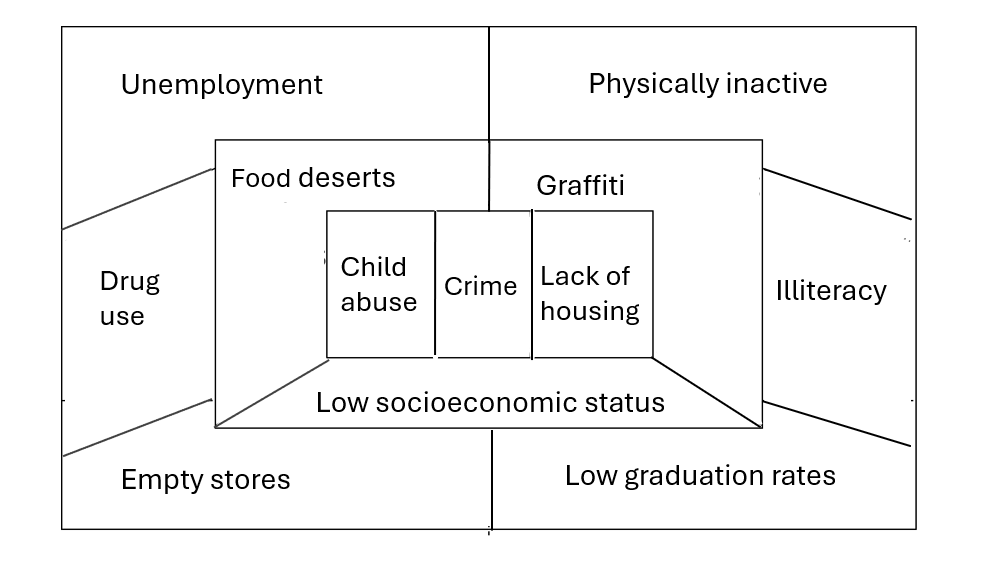 Unemployment
Physically inactive
Food deserts
Graffiti
Drug
use
Child
abuse
Crime
Lack of
housing
Illiteracy
Low socioeconomic status
Empty stores
Low graduation rates